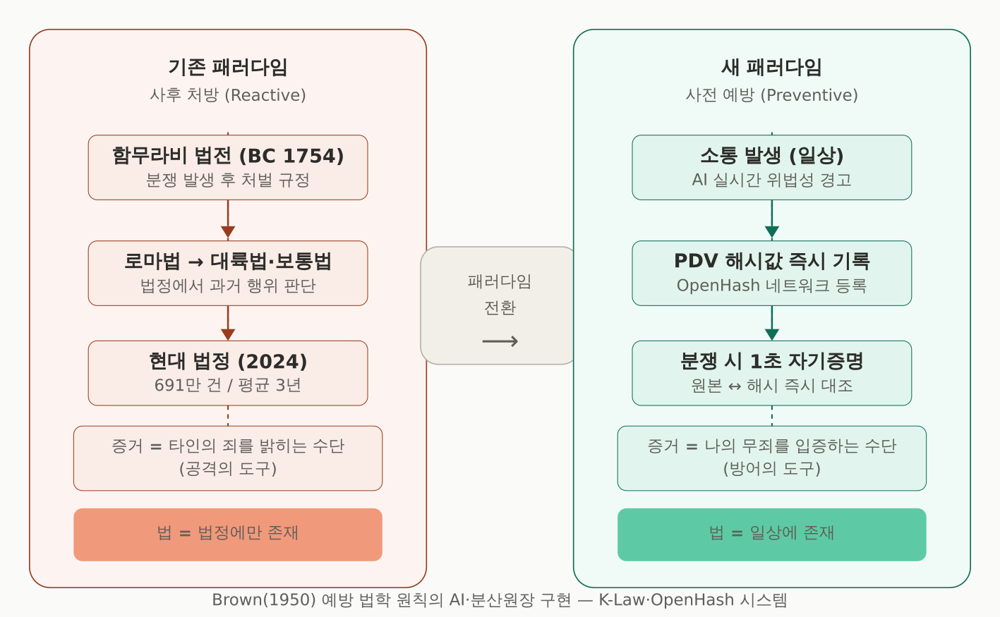 기존 패러다임
사후 처방 (Reactive)
함무라비 법전 (BC 1754)
분쟁 발생 후 처벌 규정
로마법 → 대륙법·보통법
법정에서 과거 행위 판단
현대 법정 (2024)
691만 건 / 평균 3년
증거 = 타인의 죄를 밝히는 수단
(공격의 도구)
법 = 법정에만 존재
패러다임
전환
→
새 패러다임
사전 예방 (Preventive)
소통 발생 (일상)
AI 실시간 위법성 경고
PDV 해시값 즉시 기록
OpenHash 네트워크 등록
분쟁 시 1초 자기증명
원본 ↔ 해시 즉시 대조
증거 = 나의 무죄를 입증하는 수단
(방어의 도구)
법 = 일상에 존재
Brown(1950) 예방 법학 원칙의 AI·분산원장 구현 — K-Law·OpenHash 시스템